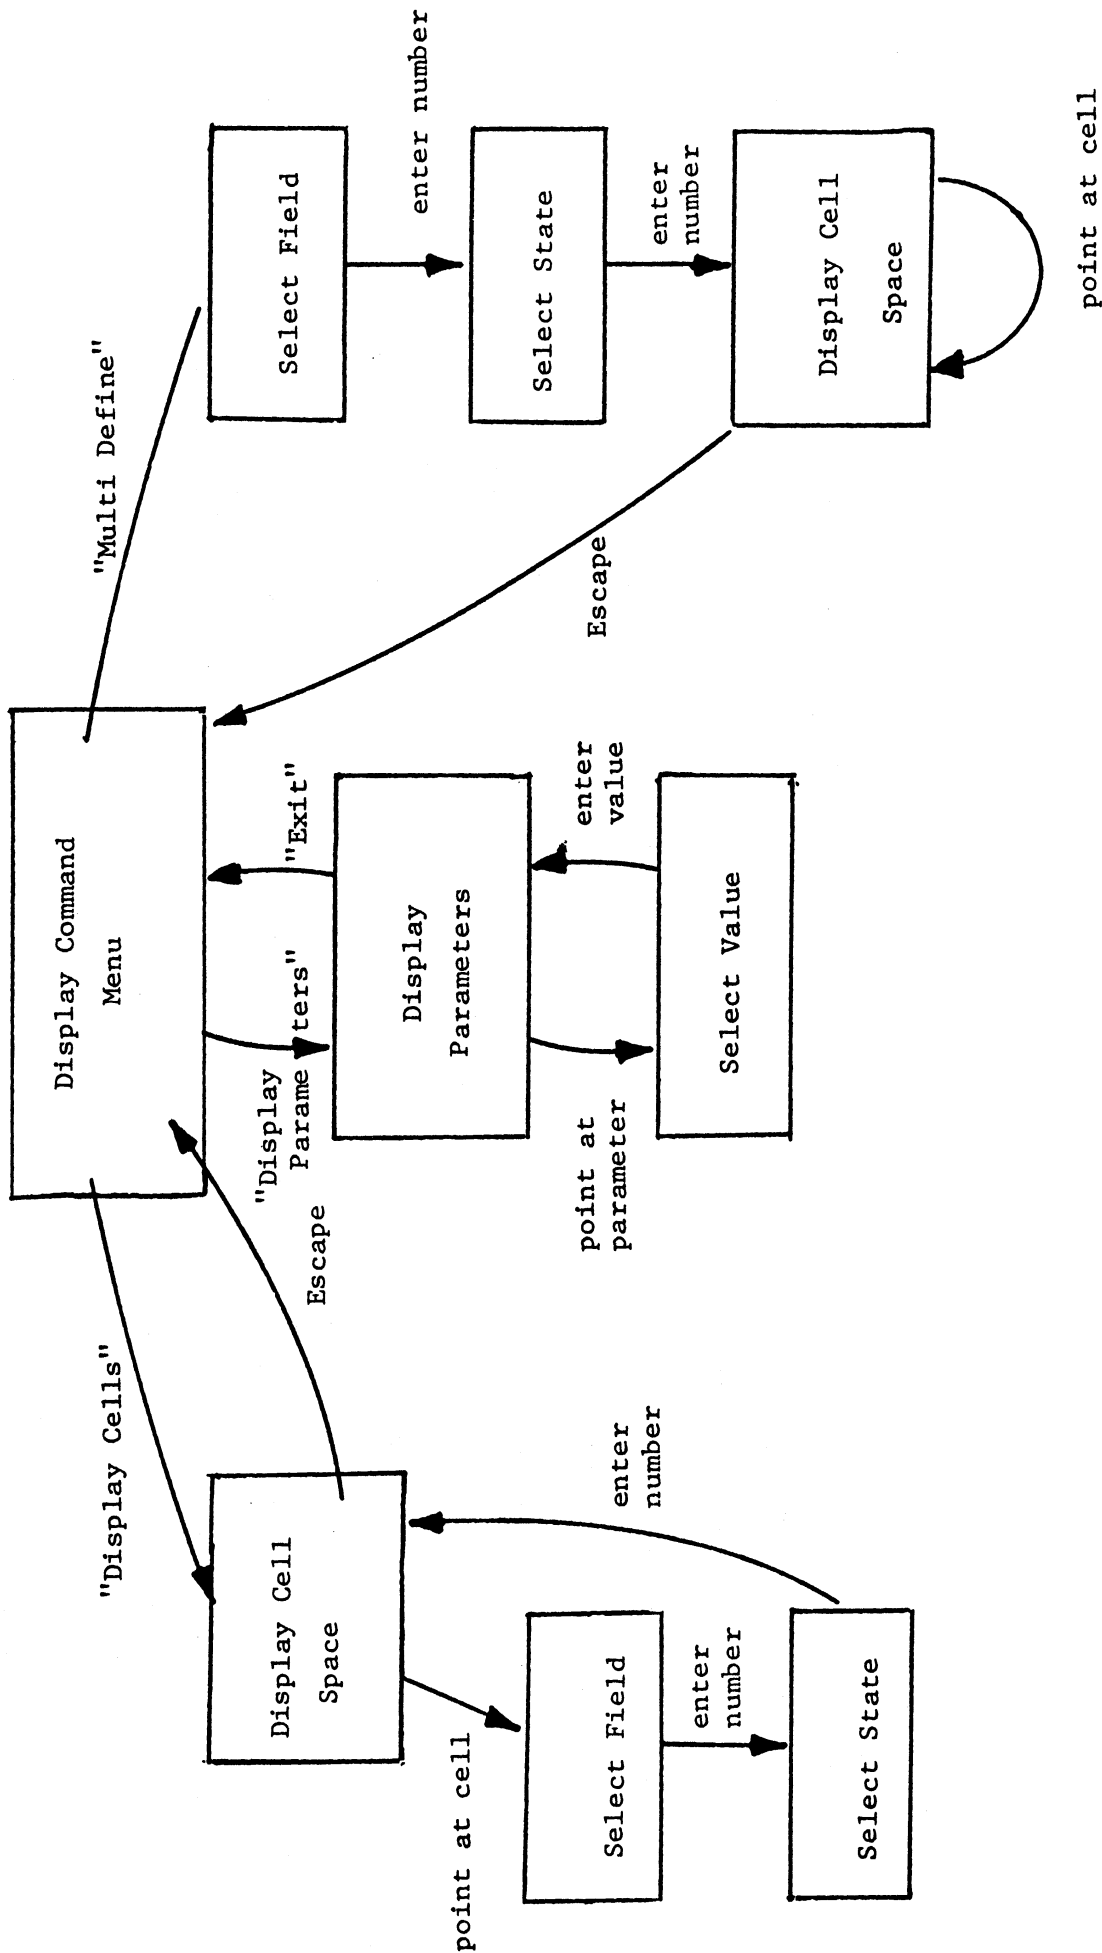 Display Command
Menu
"Display Cells"
"Multi Define"
Escape
"Display
Parameters"
"Exit"
Escape
Display Cell
Space
point at cell
Select Field
enter
number
Select State
enter
number
Display
Parameters
point at
parameter
enter
value
Select Value
Select Field
enter number
Select State
enter
number
Display Cell
Space
point at cell